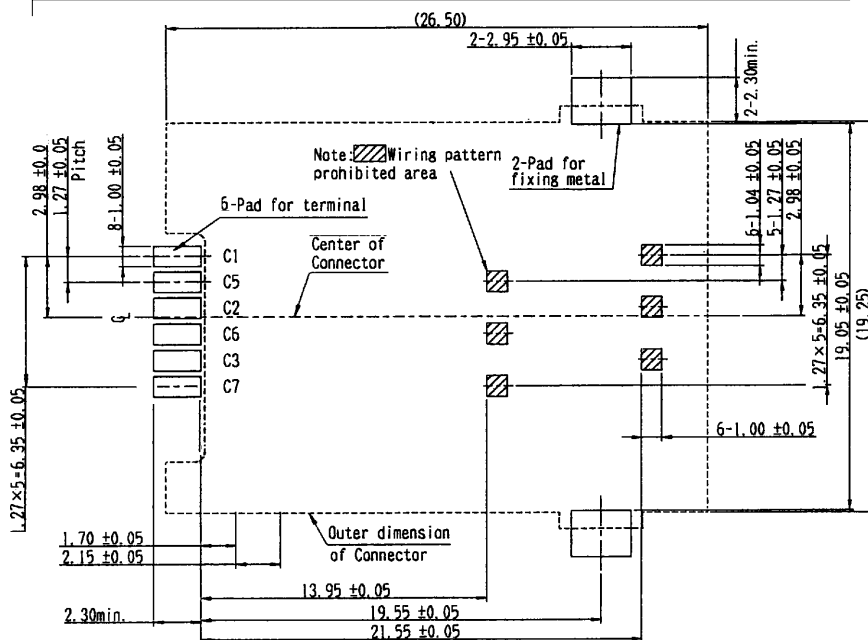 (26.50)
2-2.95 ±0.05
2-2.30min.
2.98 ±0.0
1.27 ±0.05
Pitch
8-1.00 ±0.05
Note: Wiring pattern
prohibited area
2-Pad for
fixing metal
6-1.04 ±0.05
5-1.27 ±0.05
2.98 ±0.05
6-Pad for terminal
Center of
Connector
C1
C5
C2
C6
C3
C7
CL
1.27×5=6.35 ±0.05
1.27×5=6.35 ±0.05
19.05 ±0.05
(19.25)
6-1.00 ±0.05
Outer dimension
of Connector
1.70 ±0.05
2.15 ±0.05
13.95 ±0.05
2.30min.
19.55 ±0.05
21.55 ±0.05